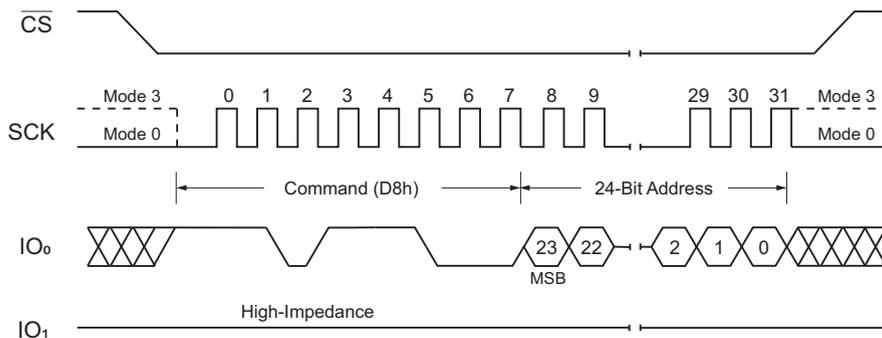 CS
Mode 3 0 1 2 3 4 5 6 7 8 9 29 30 31 Mode 3
SCK Mode 0 Mode 0
Command (D8h) 24-Bit Address
IO₀ 23 22 2 1 0
MSB
High-Impedance
IO₁